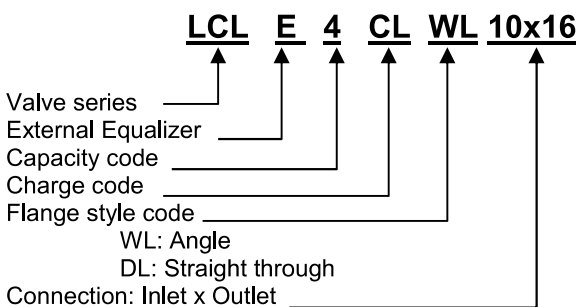 LCL E 4 CL WL 10x16
Valve series
External Equalizer
Capacity code
Charge code
Flange style code
WL: Angle
DL: Straight through
Connection: Inlet x Outlet